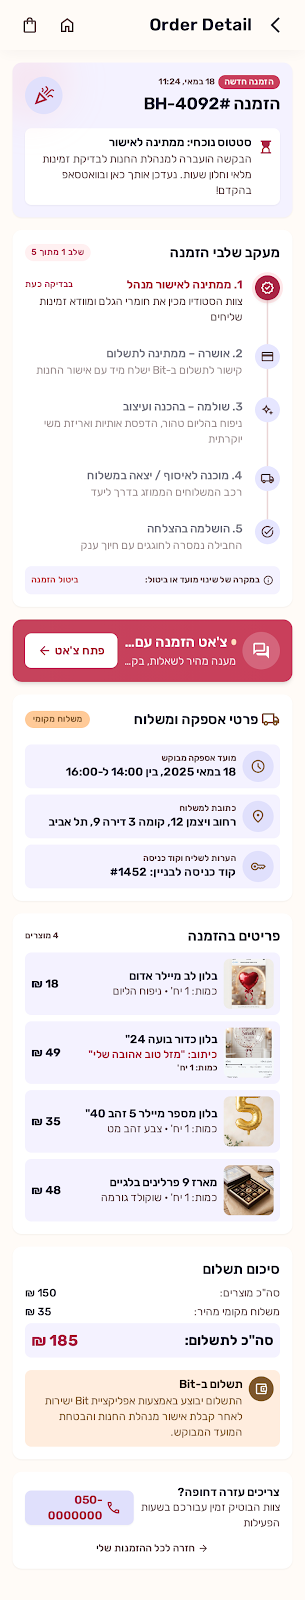 Order Detail
הזמנה חדשה 18 במאי, 11:24
הזמנה #BH-4092
סטטוס נוכחי: ממתינה לאישור
הבקשה הועברה למנהלת החנות לבדיקת זמינות
מלאי וחלון שעות. נעדכן אותך כאן ובוואטסאפ
בהקדם!
מעקב שלבי הזמנה
שלב 1 מתוך 5
1. ממתינה לאישור מנהל
בבדיקה כעת
צוות הסטודיו מכין את חומרי הגלם ומוודא זמינות
שליחים
2. אושרה – ממתינה לתשלום
קישור לתשלום ב-Bit ישלח מיד עם אישור החנות
3. שולמה – בהכנה ועיצוב
ניפוח בהליום טהור, הדפסת אותיות ואריזת משי
יוקרתית
4. מוכנה לאיסוף / יצאה במשלוח
רכב המשלוחים הממוזג בדרך ליעד
5. הושלמה בהצלחה
החבילה נמסרה לחוגגים עם חיוך ענק
במקרה של שינוי מועד או ביטול:
ביטול הזמנה
צ'אט הזמנה עם...
מענה מהיר לשאלות, בק...
פתח צ'אט
פרטי אספקה ומשלוח
משלוח מקומי
מועד אספקה מבוקש
18 במאי 2025, בין 14:00 ל-16:00
כתובת למשלוח
רחוב ויצמן 12, קומה 3 דירה 9, תל אביב
הערות לשליח וקוד כניסה
קוד כניסה לבניין: 1452#
פריטים בהזמנה
4 מוצרים
בלון לב מיילר אדום
כמות: 1 יח' • ניפוח הליום
18 ₪
בלון כדור בועה 24"
כיתוב: "מזל טוב אהובה שלי"
כמות: 1 יח'
49 ₪
בלון מספר מיילר 5 זהב 40"
כמות: 1 יח' • צבע זהב מט
35 ₪
מארז 9 פרלינים בלגיים
כמות: 1 יח' • שוקולד גורמה
48 ₪
סיכום תשלום
סה"כ מוצרים:
150 ₪
משלוח מקומי מהיר:
35 ₪
סה"כ לתשלום:
185 ₪
תשלום ב-Bit
התשלום יבוצע באמצעות אפליקציית Bit ישירות
לאחר קבלת אישור מנהלת החנות והבטחת
המועד המבוקש.
צריכים עזרה דחופה?
צוות הבוטיק זמין עבורכם בשעות
הפעילות
050-
0000000
חזרה לכל ההזמנות שלי